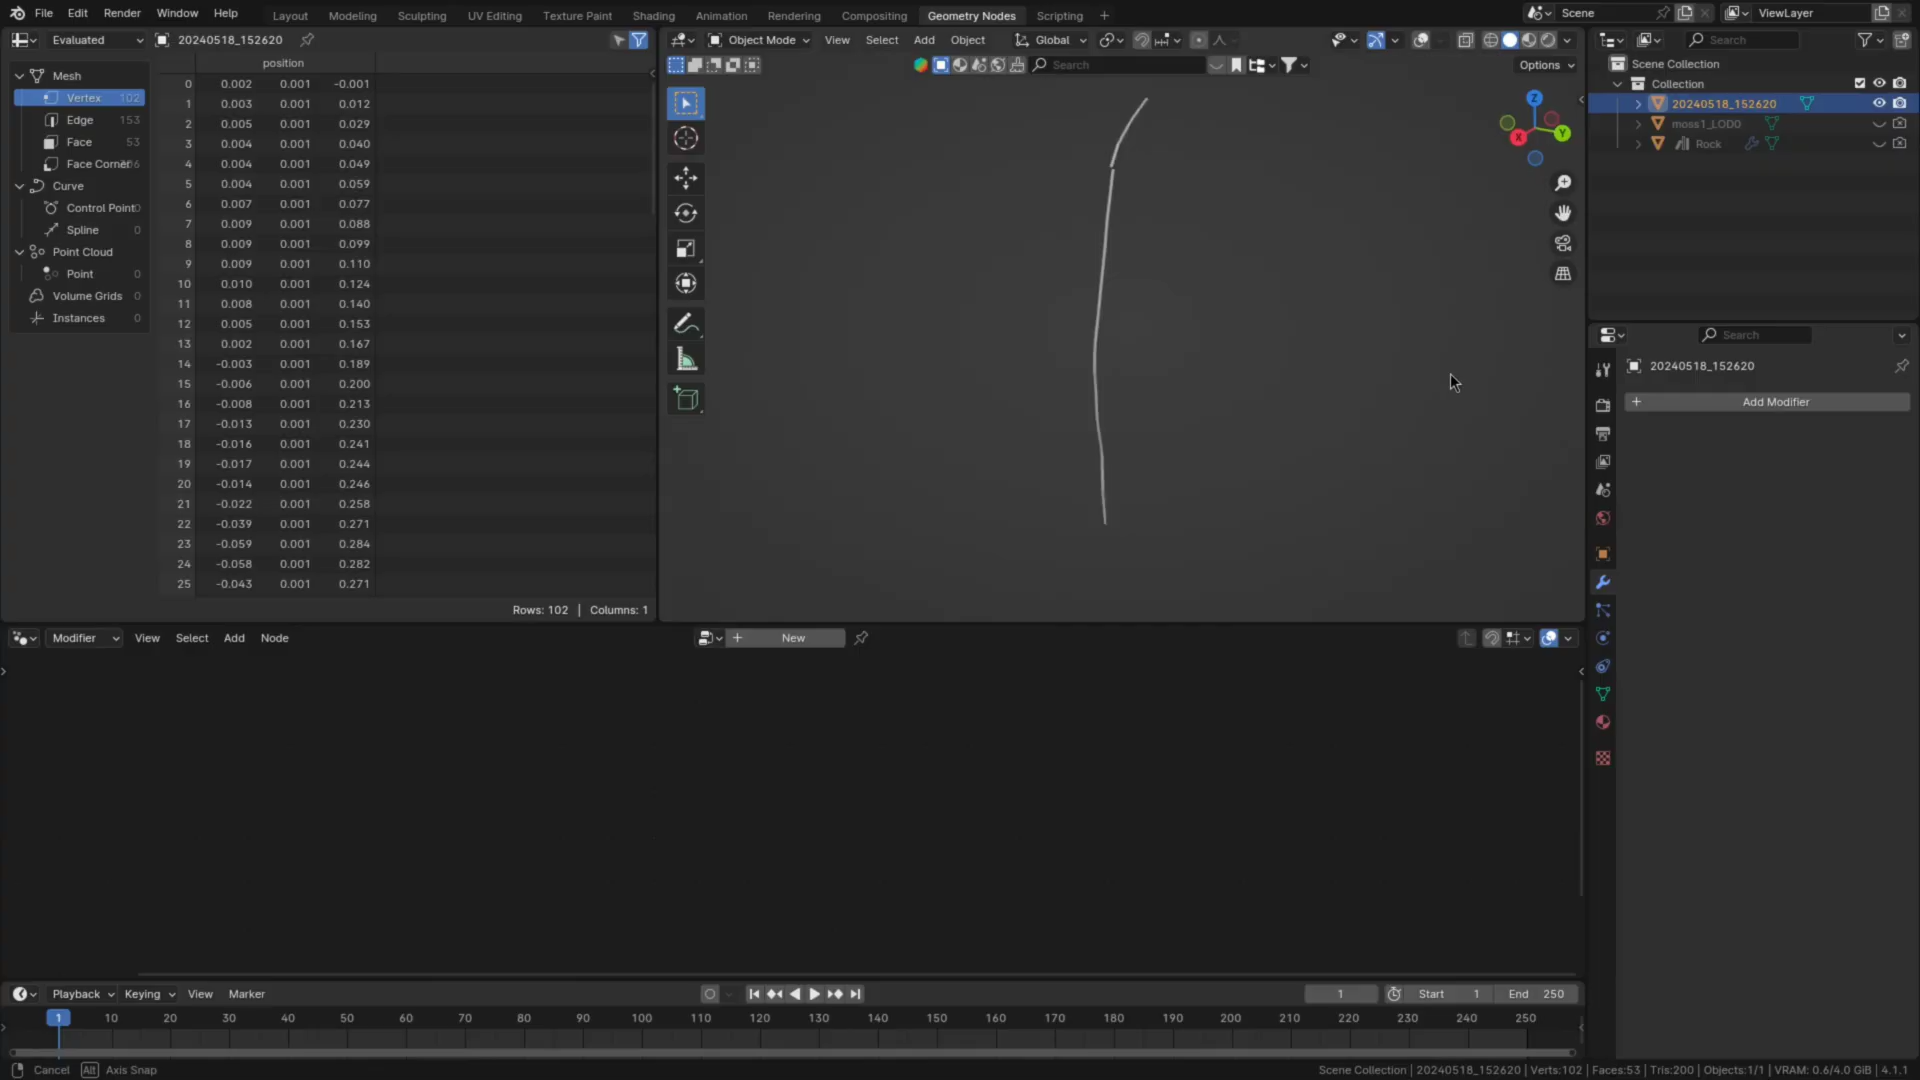 File Edit Render Window Help Layout Modeling Sculpting UV Editing Texture Paint Shading Animation Rendering Compositing Geometry Nodes Scripting + Scene ViewLayer
Evaluated 20240518_152620 Object Mode View Select Add Object Global Search
position Search Options
Mesh
Vertex 102
Edge 153
Face 53
Face Corner
Curve
Control Point 0
Spline 0
Point Cloud
Point 0
Volume Grids 0
Instances 0
0 0.002 0.001 -0.001
1 0.003 0.001 0.012
2 0.005 0.001 0.029
3 0.004 0.001 0.040
4 0.004 0.001 0.049
5 0.004 0.001 0.059
6 0.007 0.001 0.077
7 0.009 0.001 0.088
8 0.009 0.001 0.099
9 0.009 0.001 0.110
10 0.010 0.001 0.124
11 0.008 0.001 0.140
12 0.005 0.001 0.153
13 0.002 0.001 0.167
14 -0.003 0.001 0.189
15 -0.006 0.001 0.200
16 -0.008 0.001 0.213
17 -0.013 0.001 0.230
18 -0.016 0.001 0.241
19 -0.017 0.001 0.244
20 -0.014 0.001 0.246
21 -0.022 0.001 0.258
22 -0.039 0.001 0.271
23 -0.059 0.001 0.284
24 -0.058 0.001 0.282
25 -0.043 0.001 0.271
Rows: 102 | Columns: 1
Z
X
Y
Scene Collection
Collection
20240518_152620
moss1_LOD0
Rock
Search
20240518_152620
+ Add Modifier
Modifier View Select Add Node + New
Playback Keying View Marker 1 Start 1 End 250
1 10 20 30 40 50 60 70 80 90 100 110 120 130 140 150 160 170 180 190 200 210 220 230 240 250
Cancel Alt Axis Snap Scene Collection | 20240518_152620 | Verts:102 | Faces:53 | Tris:200 | Objects:1/1 | VRAM: 0.6/4.0 GiB | 4.1.1